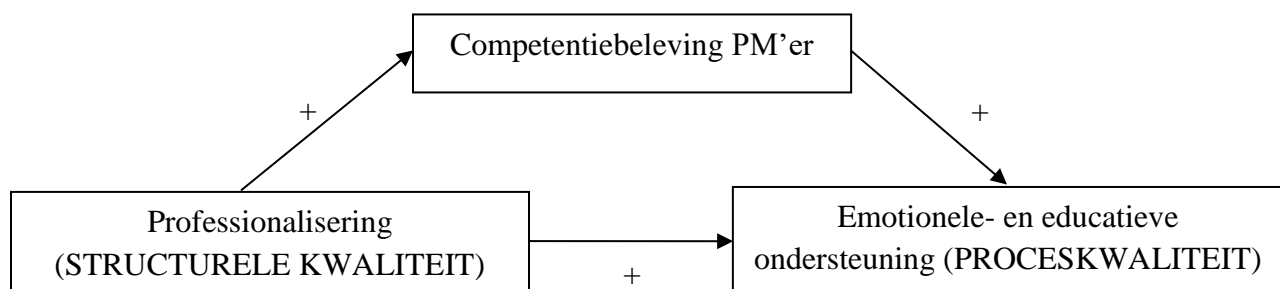 Competentiebeleving PM’er
+
+
Professionalisering
(STRUCTURELE KWALITEIT)
+
Emotionele- en educatieve
ondersteuning (PROCESKWALITEIT)